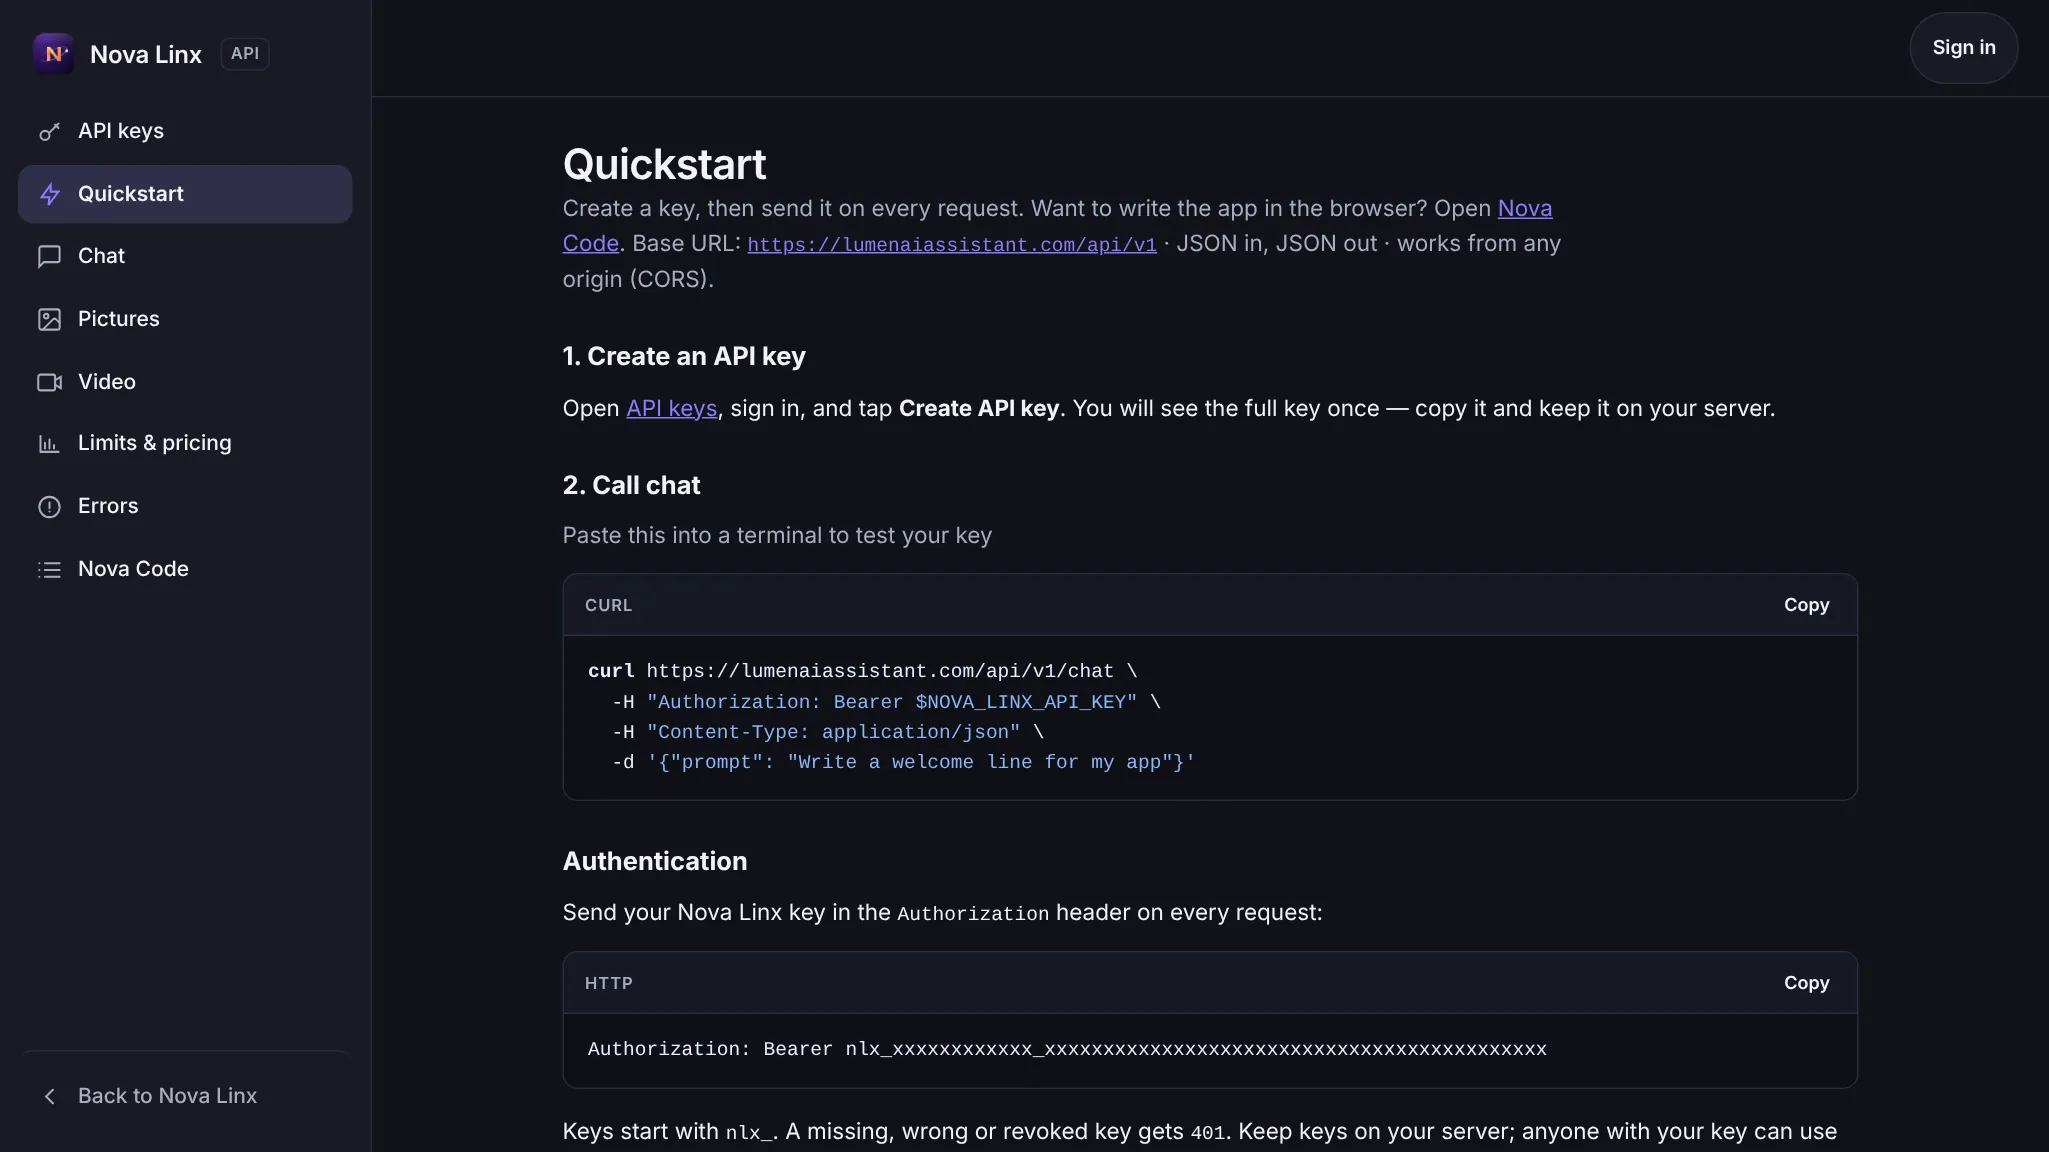 Nova Linx API
API keys
Quickstart
Chat
Pictures
Video
Limits & pricing
Errors
Nova Code
Back to Nova Linx
Sign in
Quickstart
Create a key, then send it on every request. Want to write the app in the browser? Open Nova
Code. Base URL: https://lumenaiassistant.com/api/v1 · JSON in, JSON out · works from any
origin (CORS).
1. Create an API key
Open API keys, sign in, and tap Create API key. You will see the full key once — copy it and keep it on your server.
2. Call chat
Paste this into a terminal to test your key
CURL Copy
curl https://lumenaiassistant.com/api/v1/chat \
-H "Authorization: Bearer $NOVA_LINX_API_KEY" \
-H "Content-Type: application/json" \
-d '{"prompt": "Write a welcome line for my app"}'
Authentication
Send your Nova Linx key in the Authorization header on every request:
HTTP Copy
Authorization: Bearer nlx_xxxxxxxxxxxx_xxxxxxxxxxxxxxxxxxxxxxxxxxxxxxxxxxxxxxxxxxx
Keys start with nlx_. A missing, wrong or revoked key gets 401. Keep keys on your server; anyone with your key can use